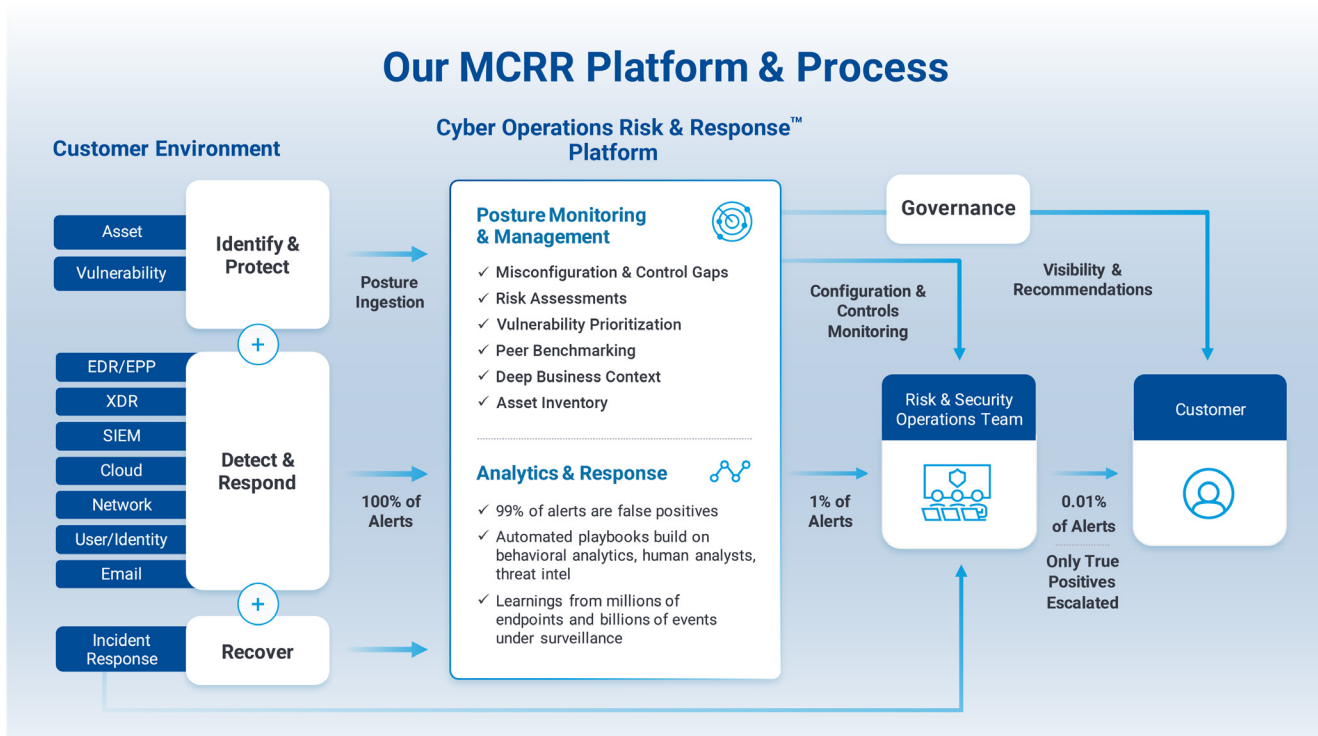 Our MCRR Platform & Process
Customer Environment
Cyber Operations Risk & Response™
Platform
Asset
Vulnerability
Identify &
Protect
Posture
Ingestion
+
EDR/EPP
XDR
SIEM
Cloud
Network
User/Identity
Email
Detect &
Respond
100% of
Alerts
+
Incident
Response
Recover
Posture Monitoring
& Management
✓ Misconfiguration & Control Gaps
✓ Risk Assessments
✓ Vulnerability Prioritization
✓ Peer Benchmarking
✓ Deep Business Context
✓ Asset Inventory
Analytics & Response
✓ 99% of alerts are false positives
✓ Automated playbooks build on
behavioral analytics, human analysts,
threat intel
✓ Learnings from millions of
endpoints and billions of events
under surveillance
Governance
Configuration &
Controls
Monitoring
Visibility &
Recommendations
1% of
Alerts
Risk & Security
Operations Team
0.01%
of Alerts
Only True
Positives
Escalated
Customer